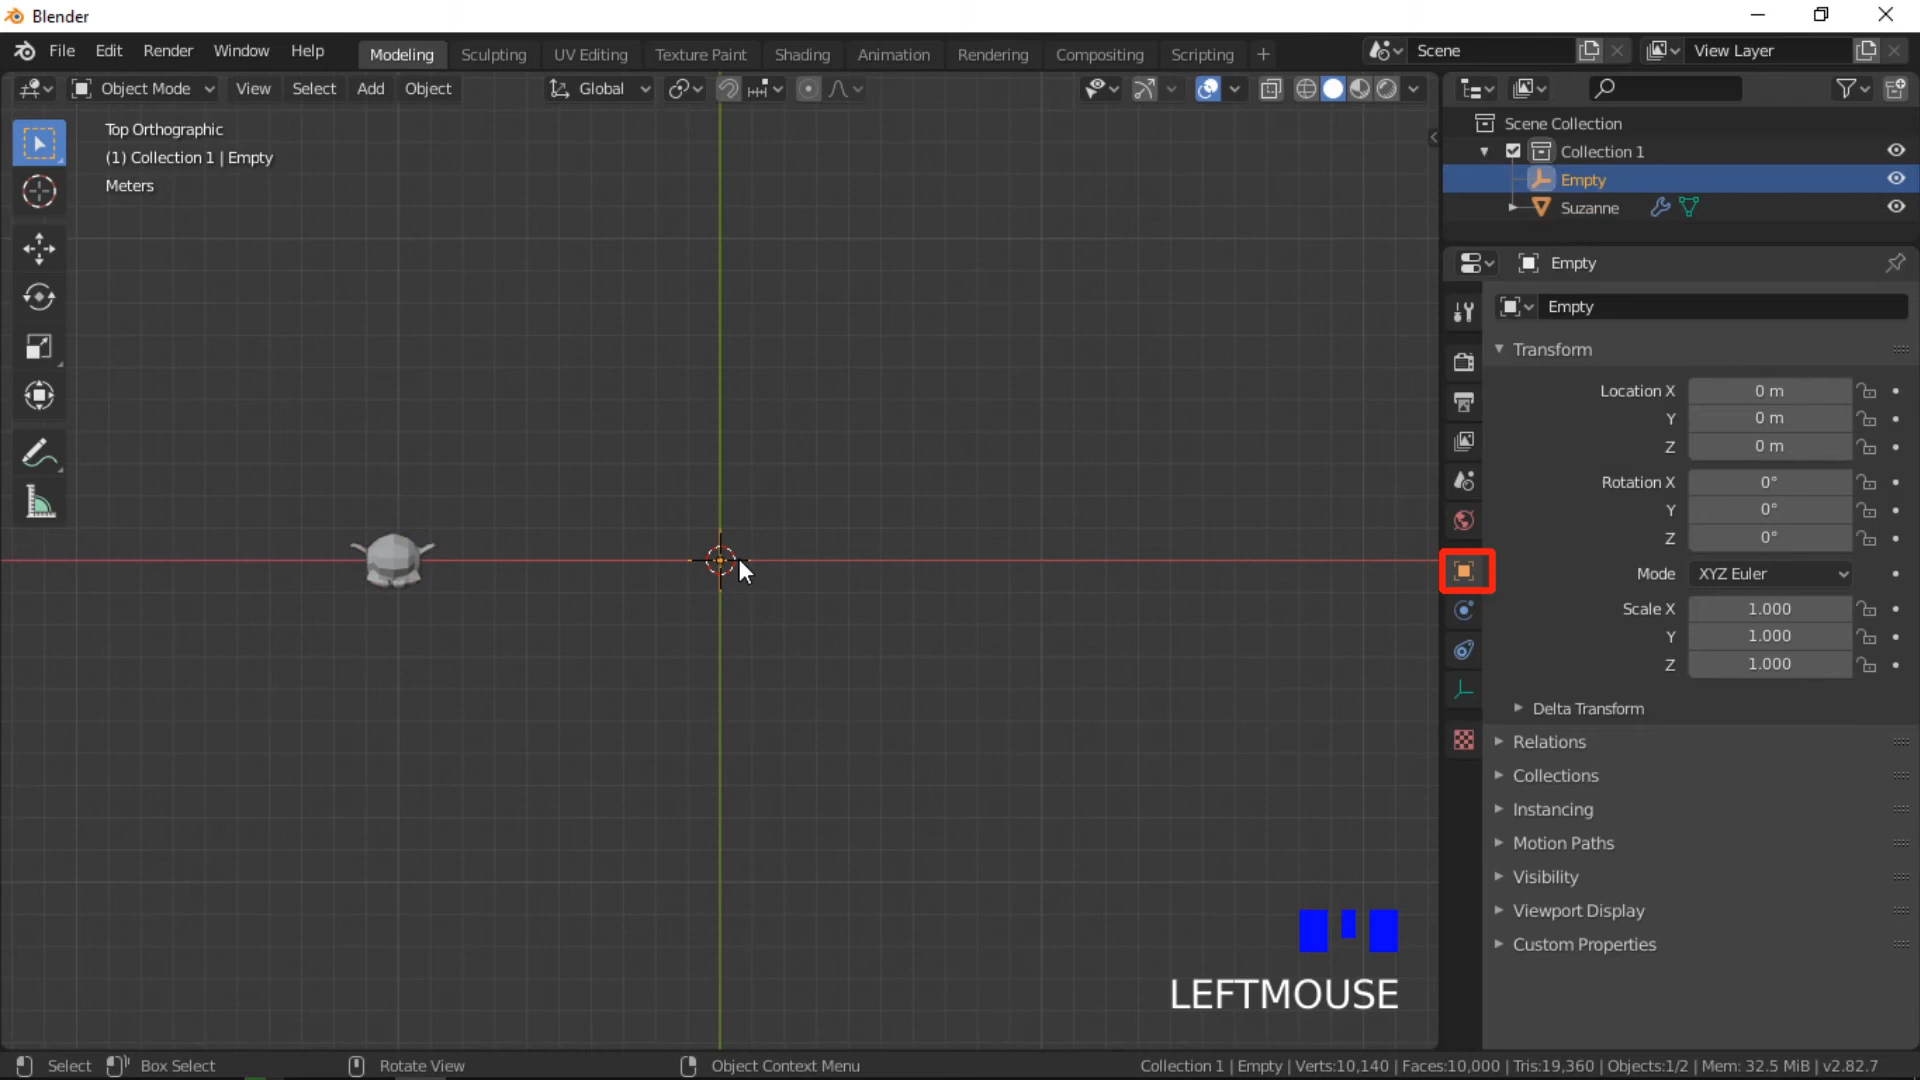 Blender
File Edit Render Window Help Modeling Sculpting UV Editing Texture Paint Shading Animation Rendering Compositing Scripting + Scene View Layer
Object Mode View Select Add Object Global
Top Orthographic
(1) Collection 1 | Empty
Meters
Scene Collection
Collection 1
Empty
Suzanne
Empty
Empty
Transform
Location X 0 m
Y 0 m
Z 0 m
Rotation X 0°
Y 0°
Z 0°
Mode XYZ Euler
Scale X 1.000
Y 1.000
Z 1.000
Delta Transform
Relations
Collections
Instancing
Motion Paths
Visibility
Viewport Display
Custom Properties
LEFTMOUSE
Select Box Select Rotate View Object Context Menu Collection 1 | Empty | Verts:10,140 | Faces:10,000 | Tris:19,360 | Objects:1/2 | Mem: 32.5 MiB | v2.82.7